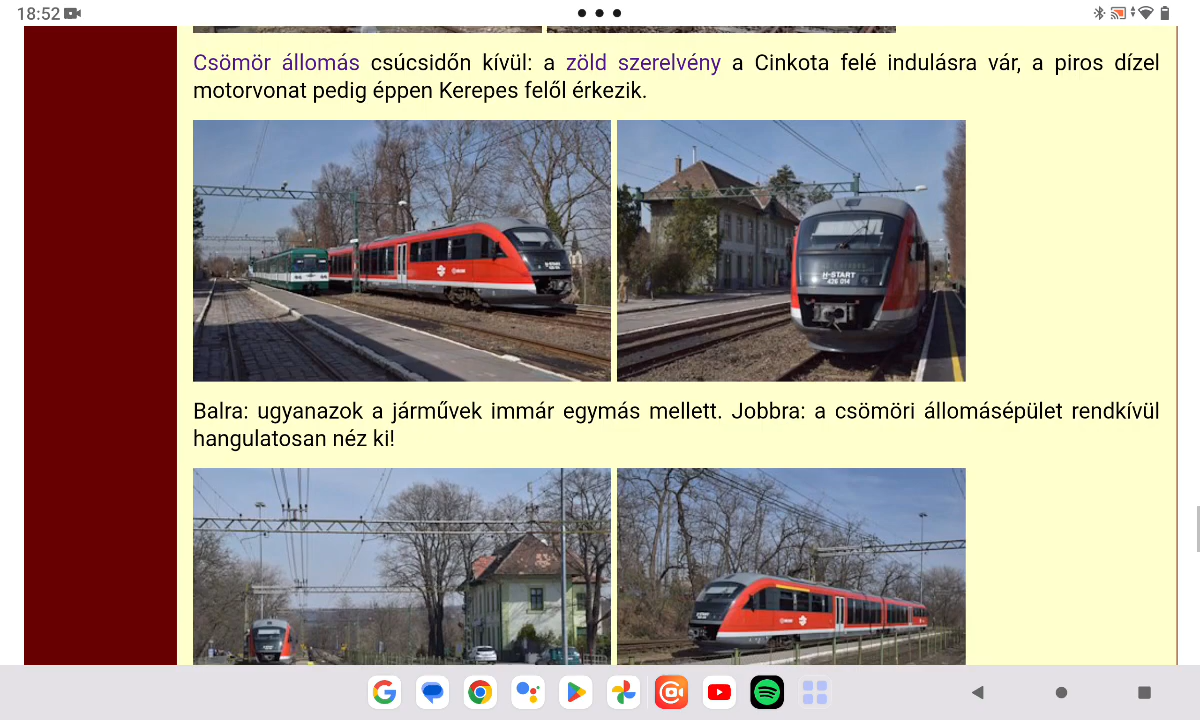 18:52
Csömör állomás csúcsidőn kívül: a zöld szerelvény a Cinkota felé indulásra vár, a piros dízel
motorvonat pedig éppen Kerepes felől érkezik.
H-START
426 014
Balra: ugyanazok a járművek immár egymás mellett. Jobbra: a csömöri állomásépület rendkívül
hangulatosan néz ki!